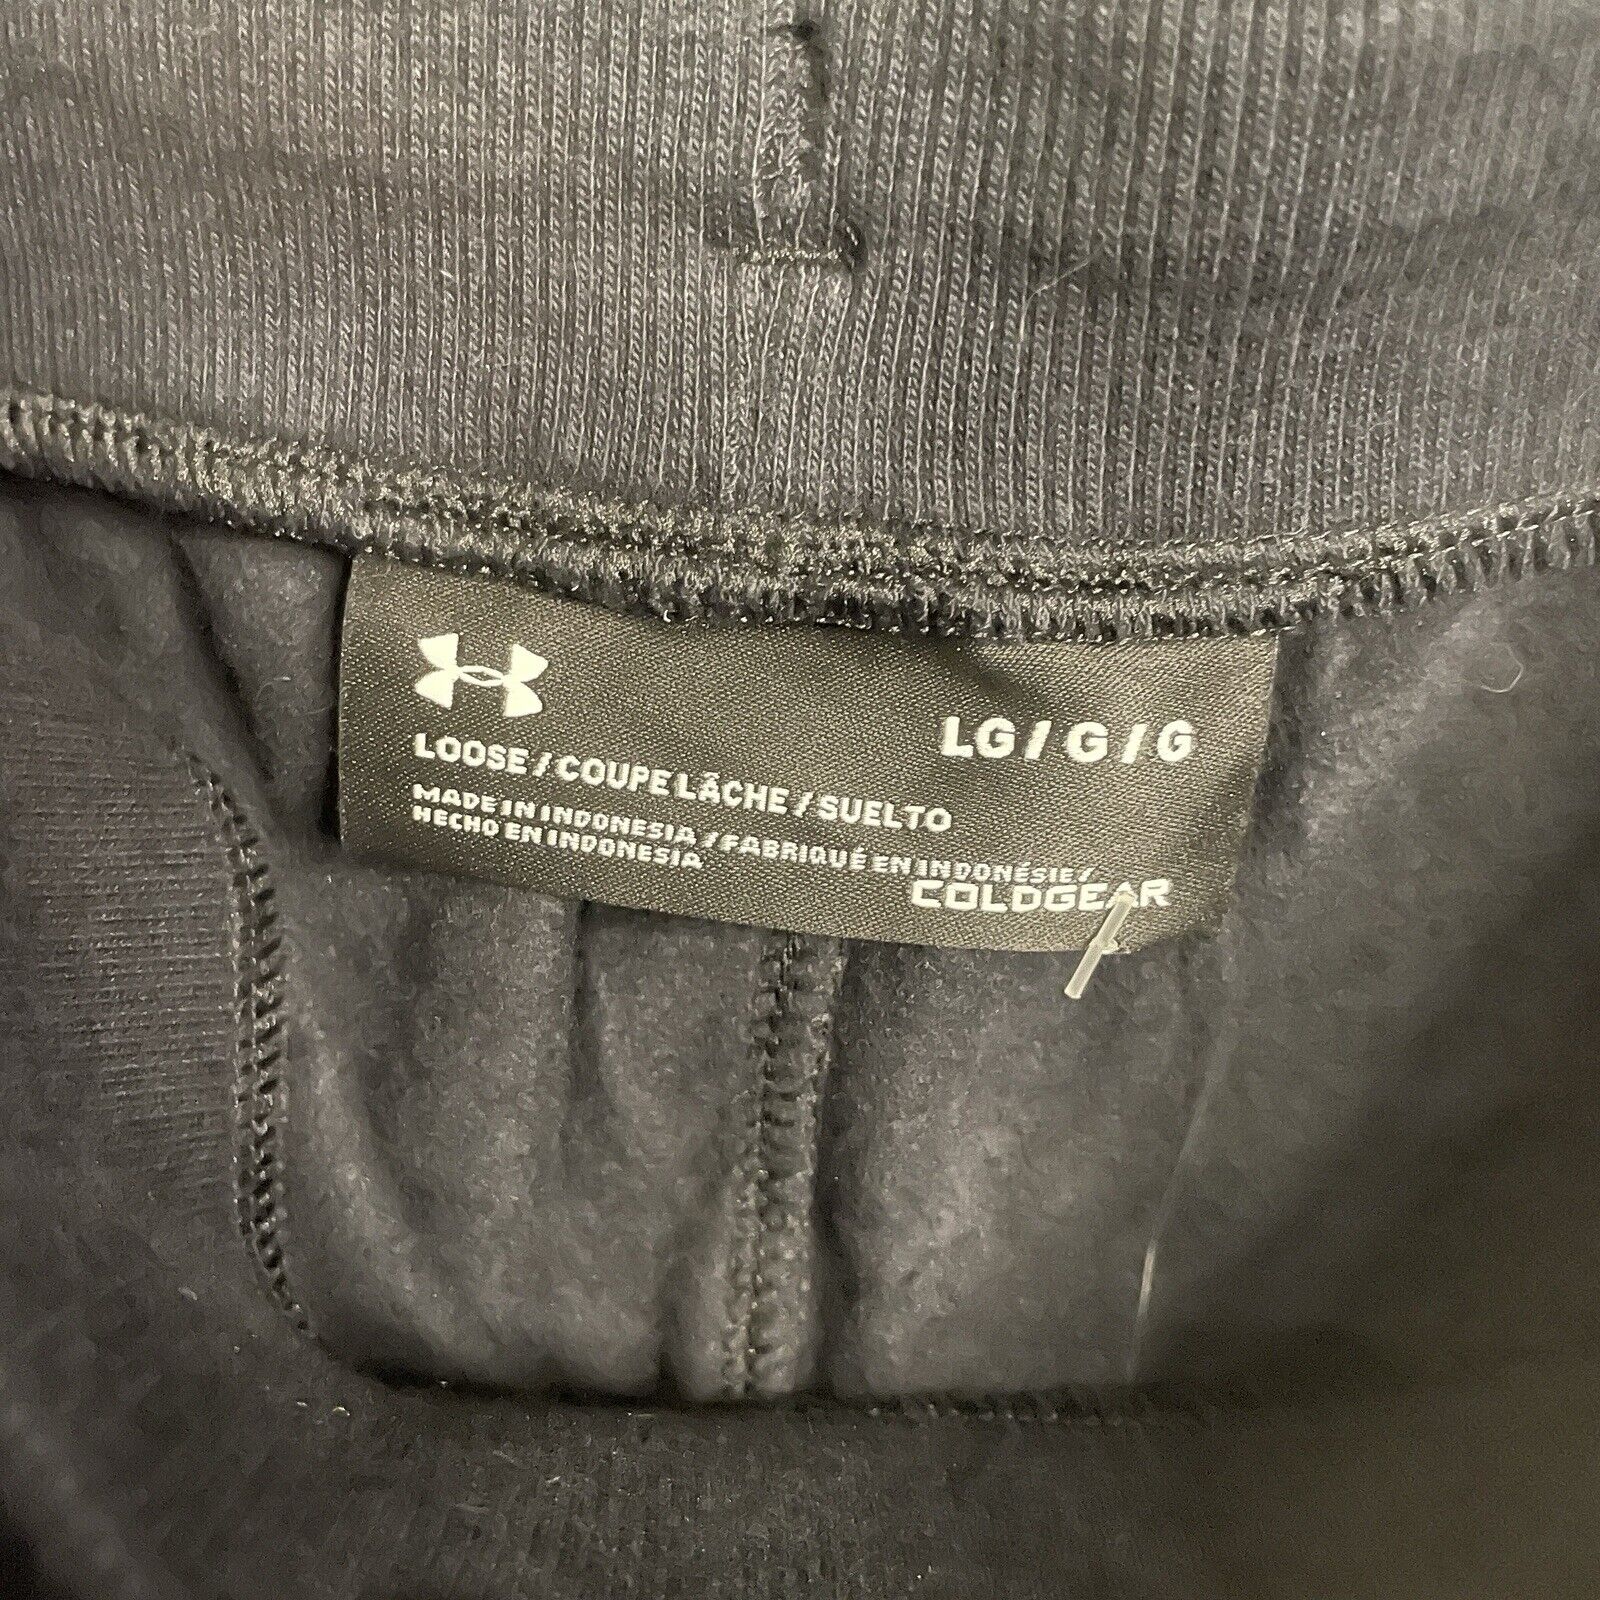 LG / G / G
LOOSE / COUPE LÂCHE / SUELTO
MADE IN INDONESIA / FABRIQUÉ EN INDONÉSIE /
HECHO EN INDONESIA
COLDGEAR